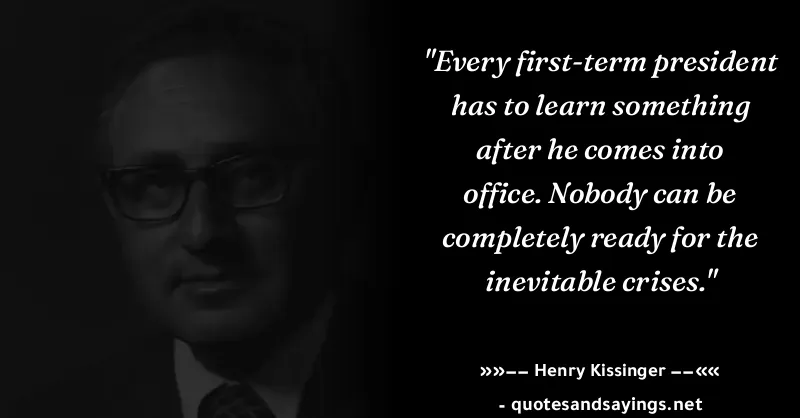 "Every first-term president
has to learn something
after he comes into
office. Nobody can be
completely ready for the
inevitable crises."
»»−− Henry Kissinger −−««
- quotesandsayings.net